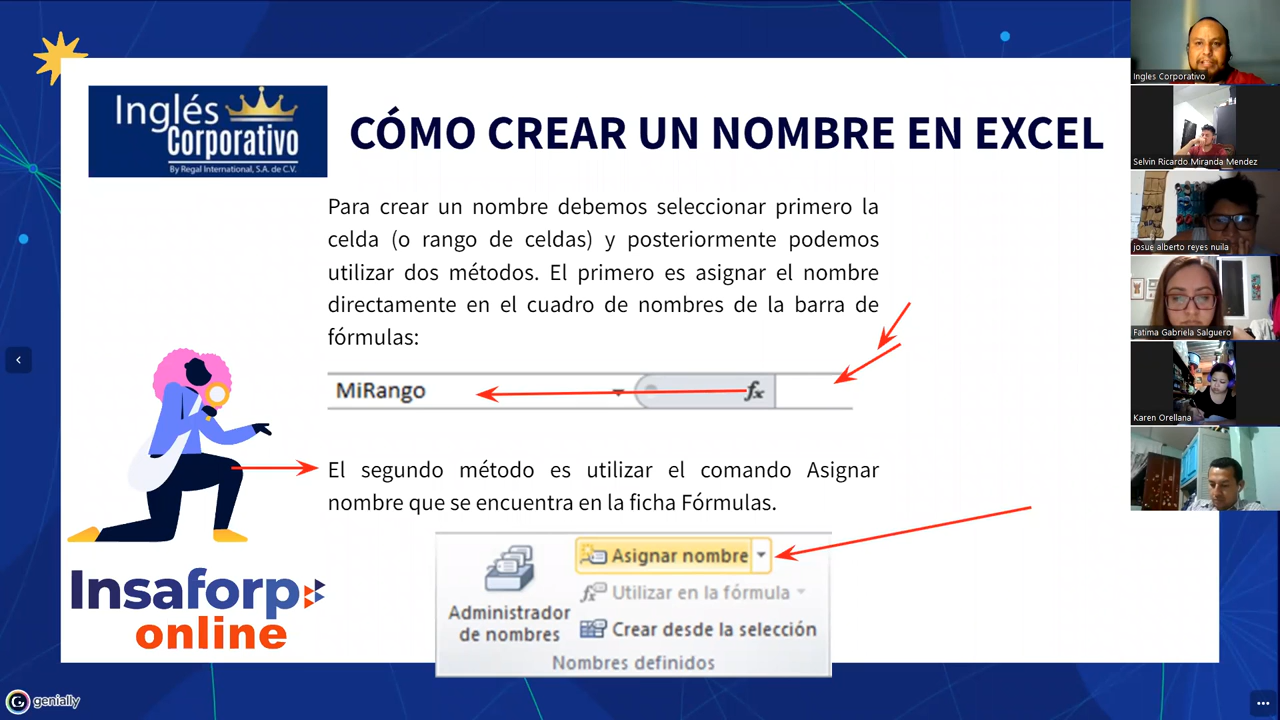 Inglés
Corporativo
By Regal International, S.A. de C.V.
CÓMO CREAR UN NOMBRE EN EXCEL
Para crear un nombre debemos seleccionar primero la
celda (o rango de celdas) y posteriormente podemos
utilizar dos métodos. El primero es asignar el nombre
directamente en el cuadro de nombres de la barra de
fórmulas:
MiRango
fx
El segundo método es utilizar el comando Asignar
nombre que se encuentra en la ficha Fórmulas.
Administrador
de nombres
Asignar nombre
Utilizar en la fórmula
Crear desde la selección
Nombres definidos
Insaforp
online
genially
Ingles Corporativo
Selvin Ricardo Miranda Mendez
josue alberto reyes nuila
Fatima Gabriela Salguero
Karen Orellana